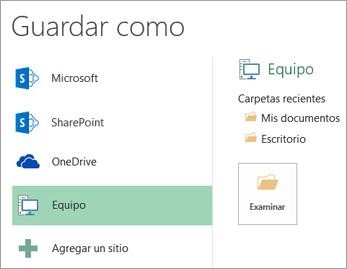 Guardar como
Microsoft
SharePoint
OneDrive
Equipo
Agregar un sitio
Equipo
Carpetas recientes
Mis documentos
Escritorio
Examinar